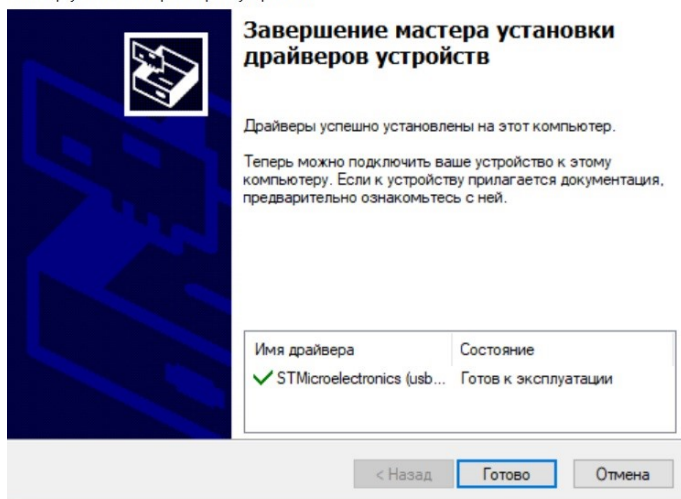 Завершение мастера установки
драйверов устройств
Драйверы успешно установлены на этот компьютер.
Теперь можно подключить ваше устройство к этому
компьютеру. Если к устройству прилагается документация,
предварительно ознакомьтесь с ней.
Имя драйвера Состояние
STMicroelectronics (usb... Готов к эксплуатации
< Назад Готово Отмена